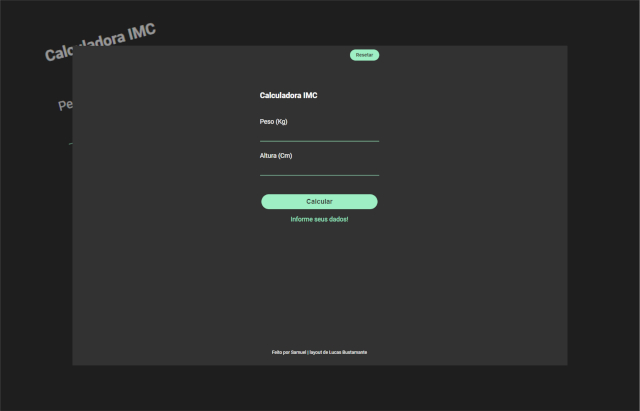 Calculadora IMC
Pe
Resetar
Calculadora IMC
Peso (Kg)
Altura (Cm)
Calcular
Informe seus dados!
Feito por Samuel | layout de Lucas Bustamante